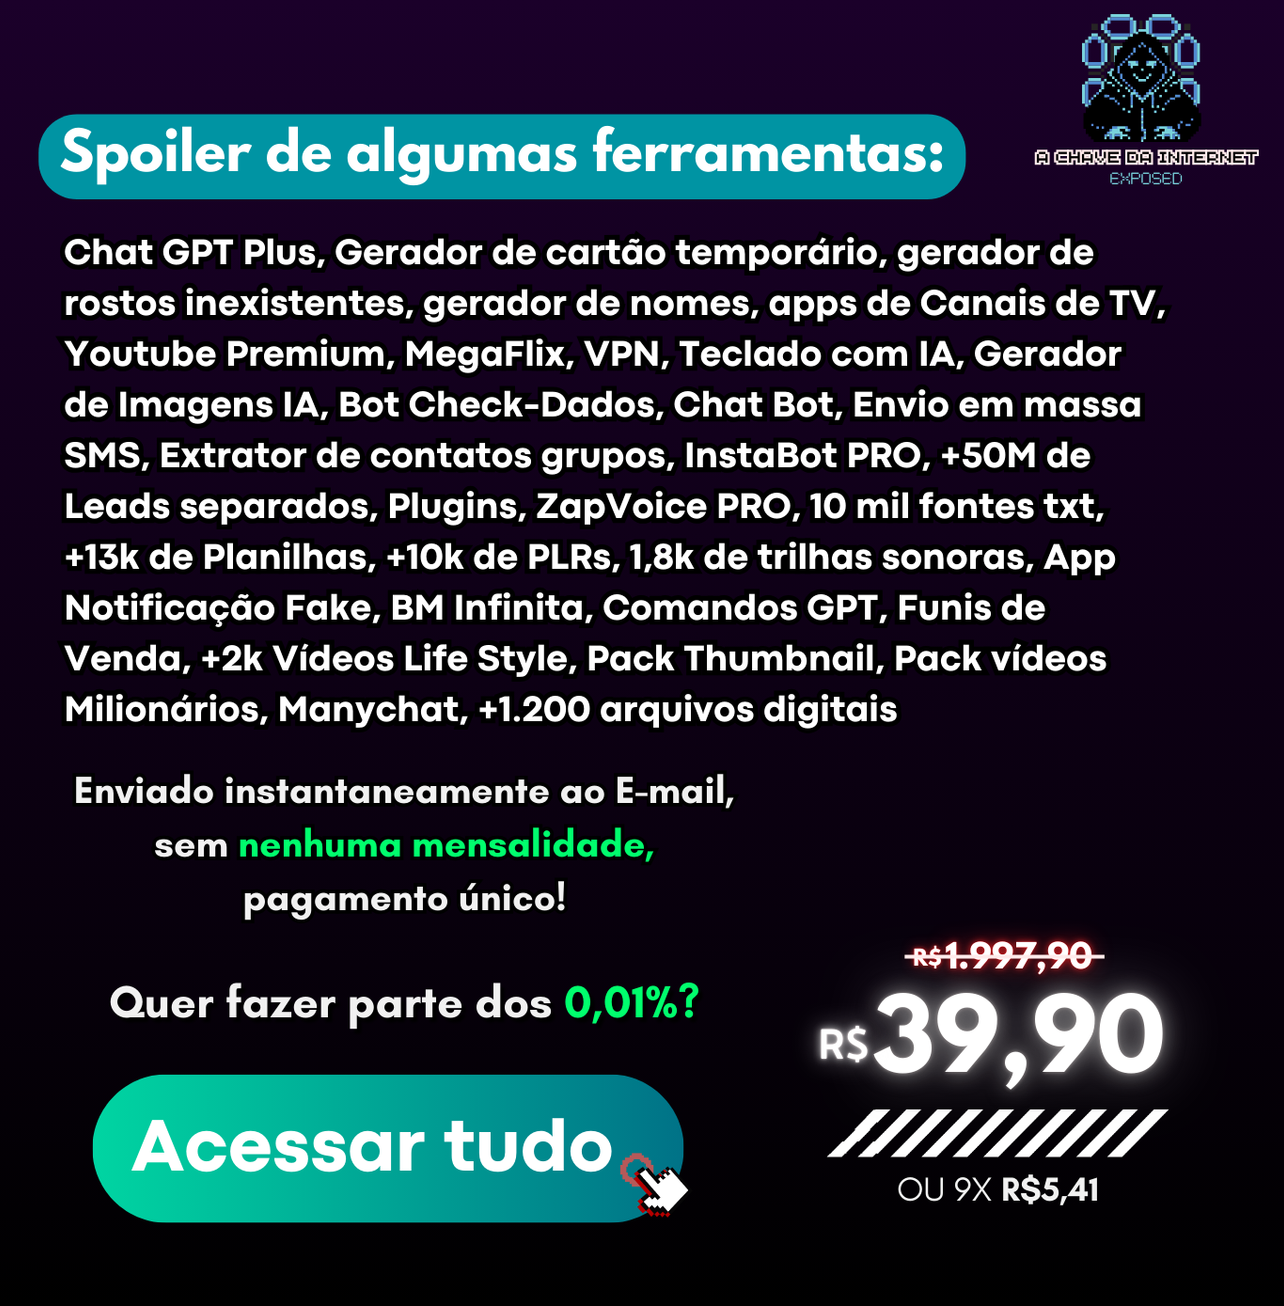 A CHAVE DA INTERNET
EXPOSED
Spoiler de algumas ferramentas:
Chat GPT Plus, Gerador de cartão temporário, gerador de
rostos inexistentes, gerador de nomes, apps de Canais de TV,
Youtube Premium, MegaFlix, VPN, Teclado com IA, Gerador
de Imagens IA, Bot Check-Dados, Chat Bot, Envio em massa
SMS, Extrator de contatos grupos, InstaBot PRO, +50M de
Leads separados, Plugins, ZapVoice PRO, 10 mil fontes txt,
+13k de Planilhas, +10k de PLRs, 1,8k de trilhas sonoras, App
Notificação Fake, BM Infinita, Comandos GPT, Funis de
Venda, +2k Vídeos Life Style, Pack Thumbnail, Pack vídeos
Milionários, Manychat, +1.200 arquivos digitais
Enviado instantaneamente ao E-mail,
sem nenhuma mensalidade,
pagamento único!
Quer fazer parte dos 0,01%?
Acessar tudo
R$1.997,90
R$39,90
OU 9X R$5,41